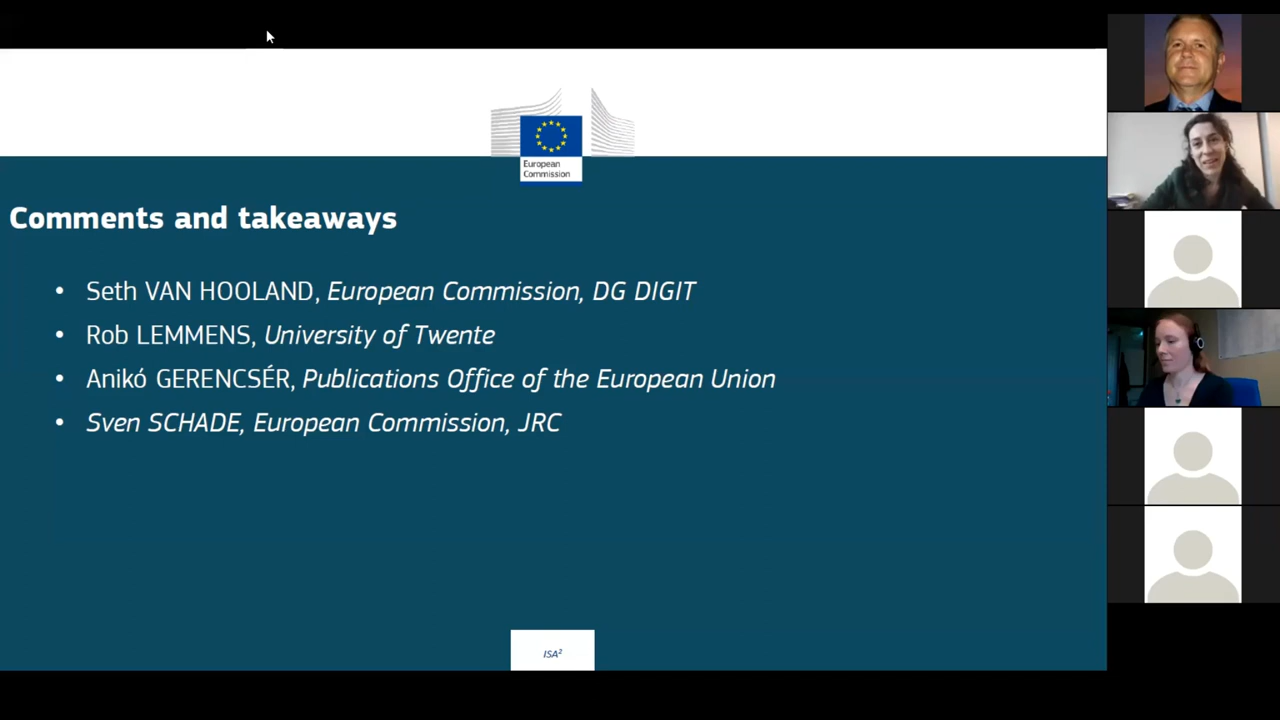 European
Commission
Comments and takeaways
• Seth VAN HOOLAND, European Commission, DG DIGIT
• Rob LEMMENS, University of Twente
• Anikó GERENCSÉR, Publications Office of the European Union
• Sven SCHADE, European Commission, JRC
ISA²